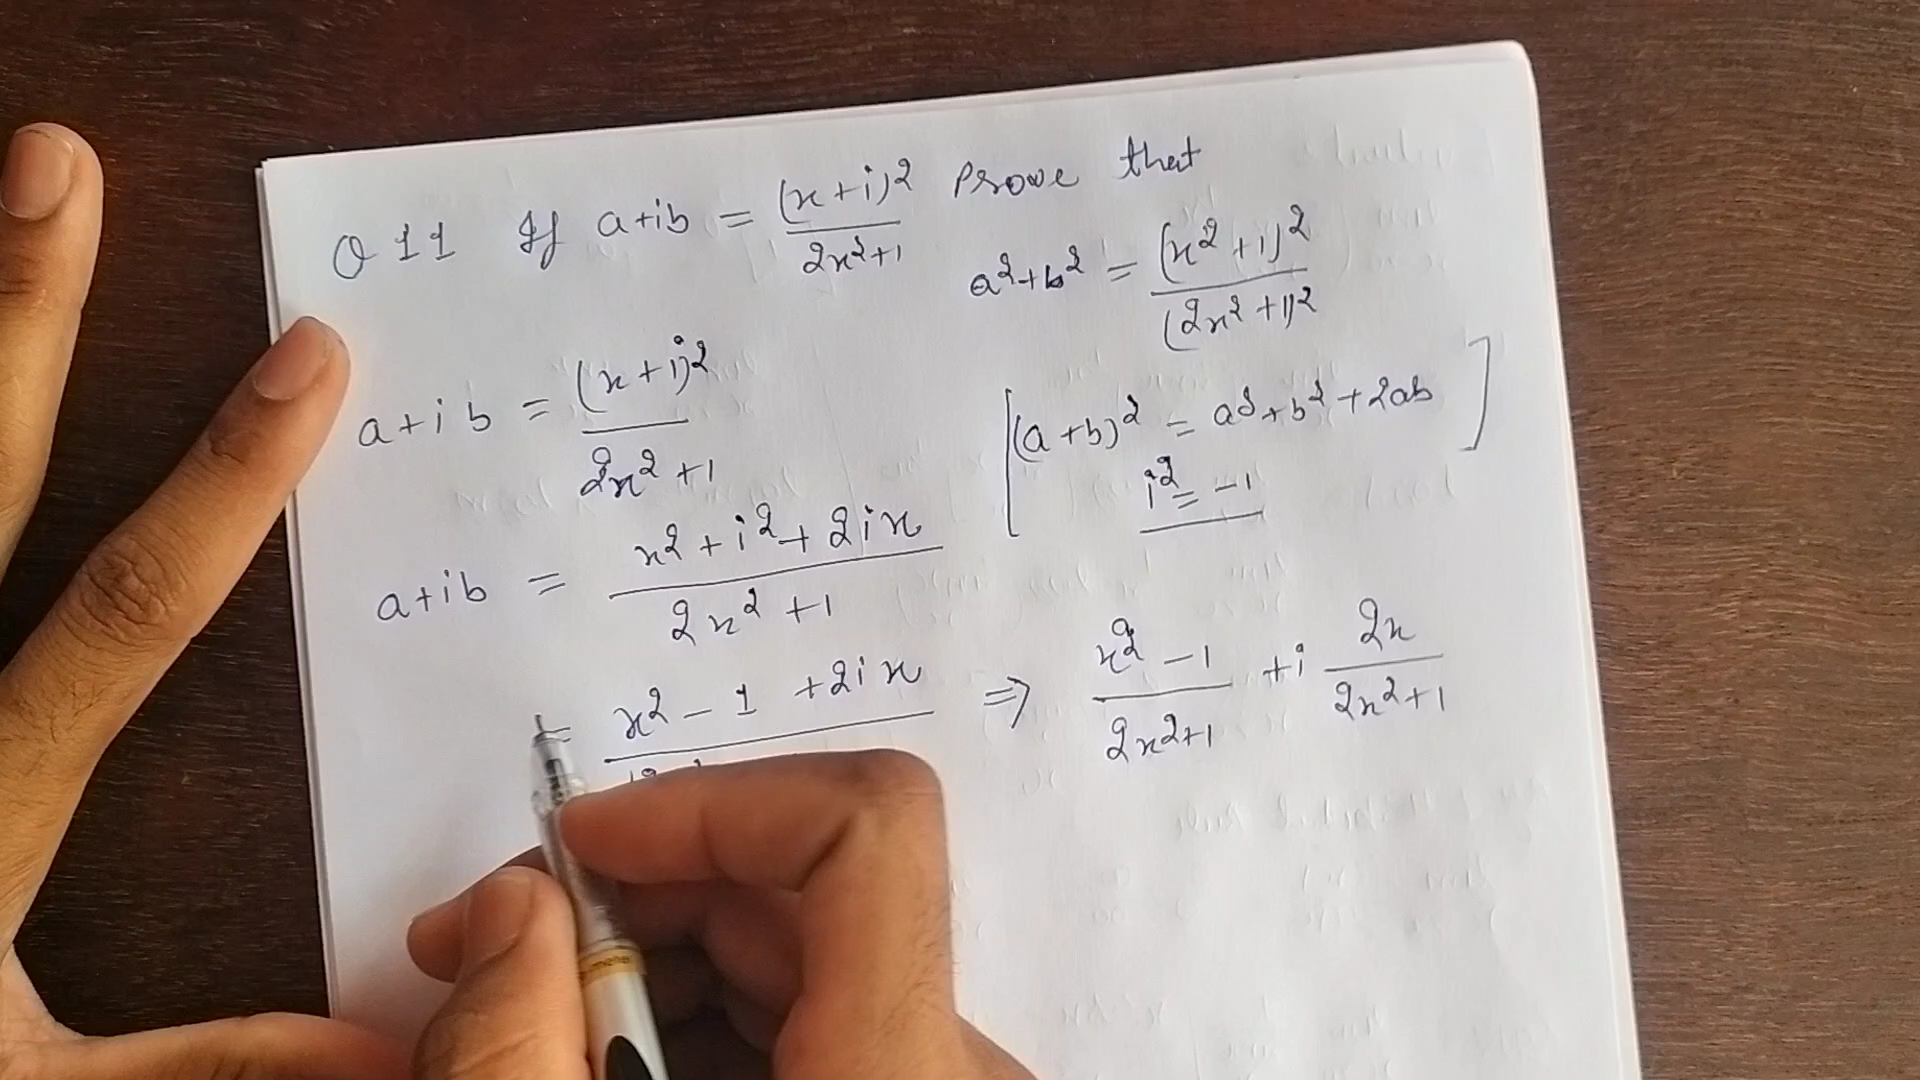 Q 11 If a+ib = (x+i)² / 2x²+1 Prove that
a²+b² = (x²+1)² / (2x²+1)²
a+ib = (x+i)² / 2x²+1
[(a+b)² = a²+b²+2ab]
i² = -1
a+ib = x²+i²+2ix / 2x²+1
= x²-1+2ix ⇒ x²-1 / 2x²+1 +i 2x / 2x²+1